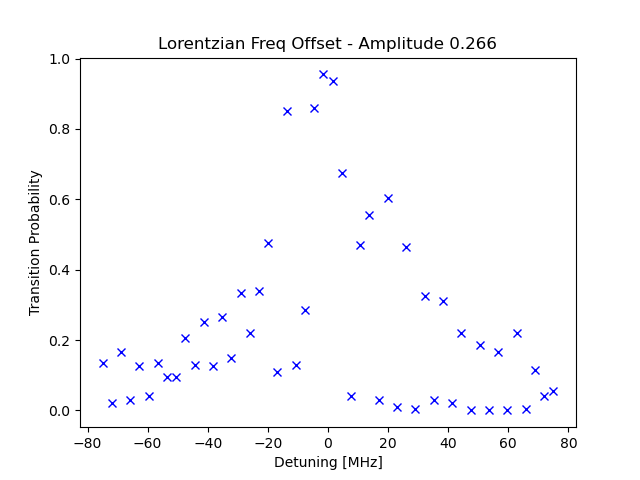 Lorentzian Freq Offset - Amplitude 0.266
1.0
0.8
0.6
0.4
0.2
0.0
Transition Probability
−80 −60 −40 −20 0 20 40 60 80
Detuning [MHz]